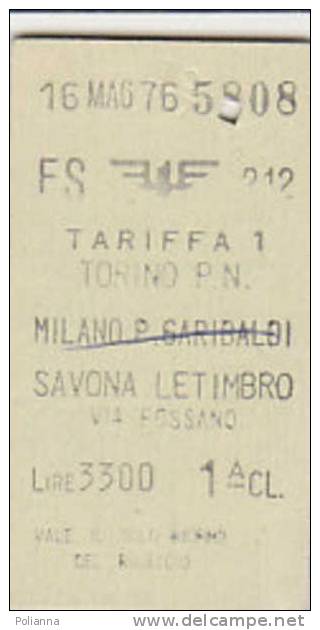 16 MAG 76 5808
FS 212
TARIFFA 1
TORINO P.N.
MILANO P. GARIBALDI
SAVONA LETIMBRO
VIA FOSSANO
LIRE 3300 1A CL.
VALE
DEL
Polianna delcampe.net